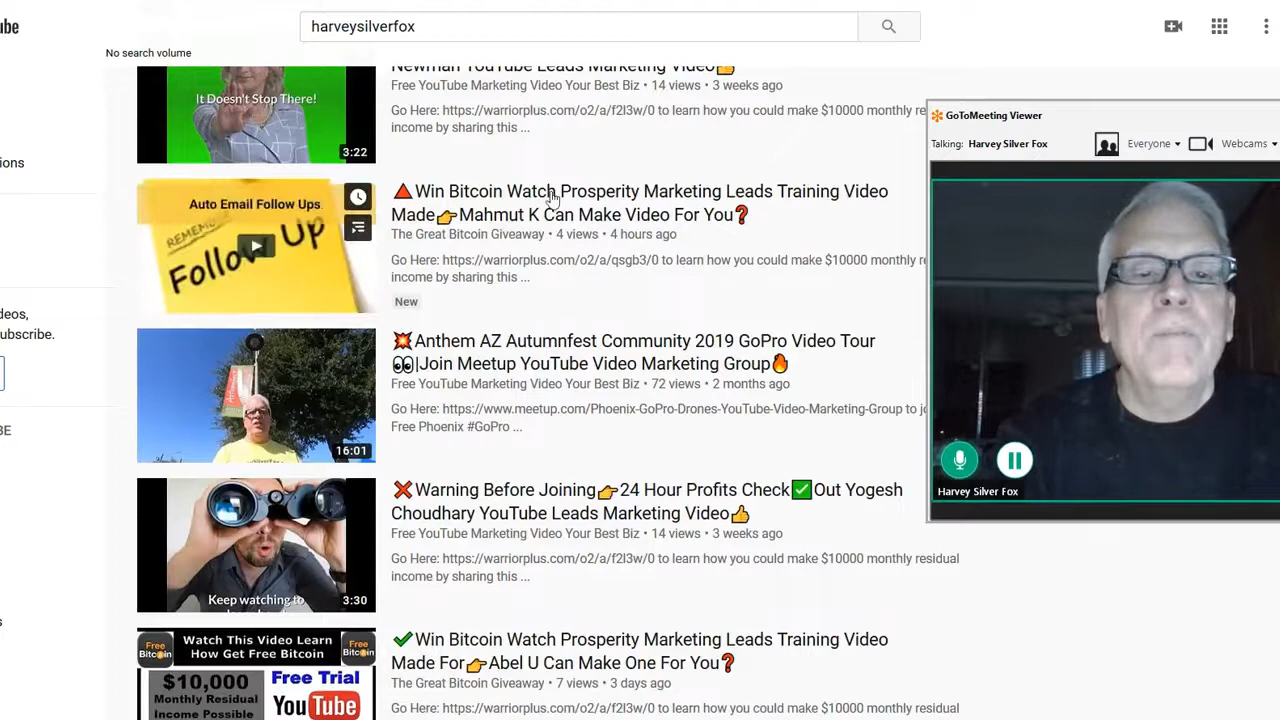 ube
harveysilverfox
No search volume
Newman YouTube Leads Marketing Video👍
Free YouTube Marketing Video Your Best Biz • 14 views • 3 weeks ago
Go Here: https://warriorplus.com/o2/a/f2l3w/0 to learn how you could make $10000 monthly re
income by sharing this ...
It Doesn't Stop There!
3:22
ions
🔺Win Bitcoin Watch Prosperity Marketing Leads Training Video
Made👉Mahmut K Can Make Video For You❓
The Great Bitcoin Giveaway • 4 views • 4 hours ago
Go Here: https://warriorplus.com/o2/a/qsgb3/0 to learn how you could make $10000 monthly r
income by sharing this ...
New
Auto Email Follow Ups
REMEMBER
Follow Up
eos,
ubscribe.
💥Anthem AZ Autumnfest Community 2019 GoPro Video Tour
👀|Join Meetup YouTube Video Marketing Group🔥
Free YouTube Marketing Video Your Best Biz • 72 views • 2 months ago
Go Here: https://www.meetup.com/Phoenix-GoPro-Drones-YouTube-Video-Marketing-Group to jo
Free Phoenix #GoPro ...
16:01
BE
❌Warning Before Joining👉24 Hour Profits Check✅Out Yogesh
Choudhary YouTube Leads Marketing Video👍
Free YouTube Marketing Video Your Best Biz • 14 views • 3 weeks ago
Go Here: https://warriorplus.com/o2/a/f2l3w/0 to learn how you could make $10000 monthly residual
income by sharing this ...
Keep watching to
3:30
✔Win Bitcoin Watch Prosperity Marketing Leads Training Video
Made For👉Abel U Can Make One For You❓
The Great Bitcoin Giveaway • 7 views • 3 days ago
Go Here: https://warriorplus.com/o2/a/f2l3w/0 to learn how you could make $10000 monthly residual
Free Bitcoin
Watch This Video Learn
How Get Free Bitcoin
Free Bitcoin
$10,000
Monthly Residual
Income Possible
Free Trial
YouTube
GoToMeeting Viewer
Talking: Harvey Silver Fox
Everyone
Webcams
Harvey Silver Fox